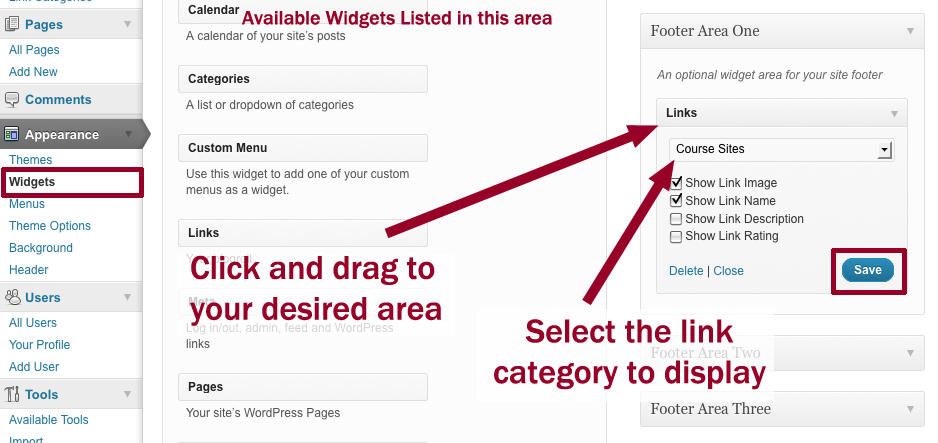 Pages
All Pages
Add New
Comments
Appearance
Themes
Widgets
Menus
Theme Options
Background
Header
Users
All Users
Your Profile
Add User
Tools
Available Tools
Import
Available Widgets Listed in this area
Calendar
A calendar of your site's posts
Categories
A list or dropdown of categories
Custom Menu
Use this widget to add one of your custom
menus as a widget.
Links
Click and drag to
Meta
your desired area
Log in/out, admin, feed and WordPress
links
Pages
Your site's WordPress Pages
Footer Area One
An optional widget area for your site footer
Links
Course Sites
Show Link Image
Show Link Name
Show Link Description
Show Link Rating
Delete | Close
Save
Select the link
category to display
Footer Area Two
Footer Area Three